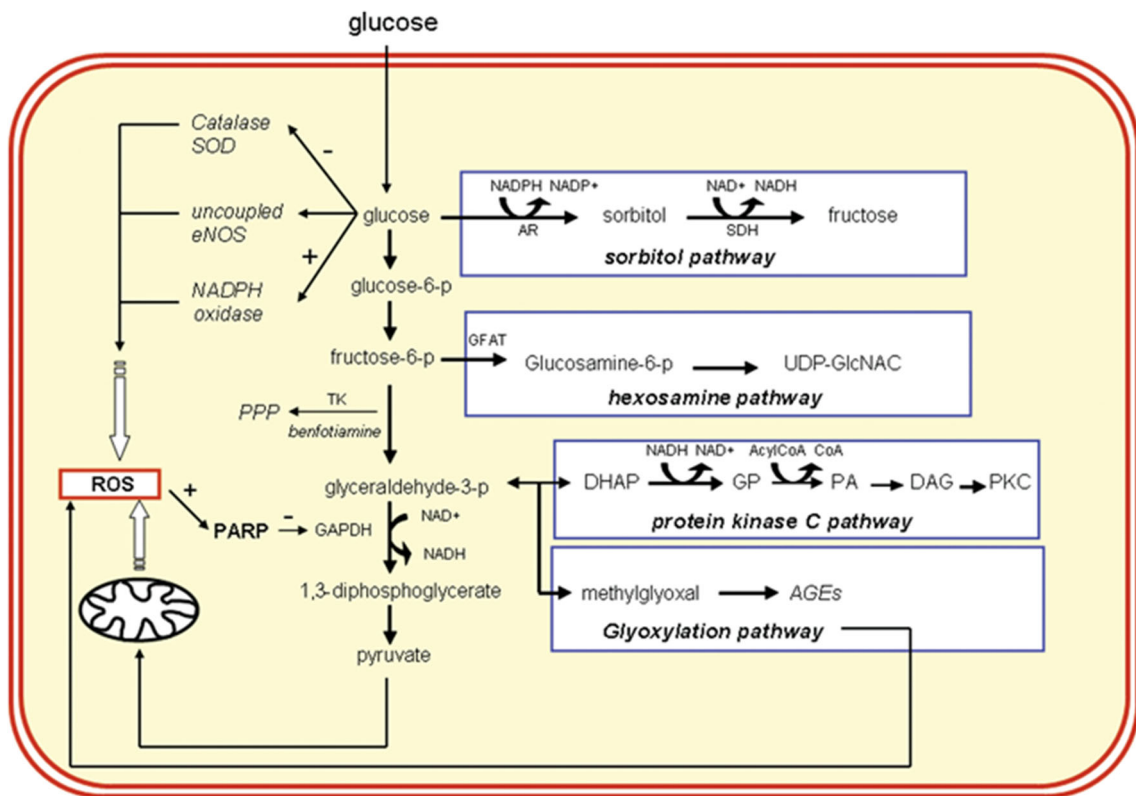 glucose
Catalase
SOD
-
uncoupled
eNOS
+
NADPH
oxidase
glucose
NADPH NADP+
AR
sorbitol
NAD+ NADH
SDH
fructose
sorbitol pathway
glucose-6-p
fructose-6-p
GFAT
Glucosamine-6-p
UDP-GlcNAC
hexosamine pathway
PPP
TK
benfotiamine
glyceraldehyde-3-p
NADH NAD+
AcylCoA CoA
DHAP
GP
PA
DAG
PKC
protein kinase C pathway
ROS
+
PARP
-
GAPDH
NAD+
NADH
1,3-diphosphoglycerate
methylglyoxal
AGEs
Glyoxylation pathway
pyruvate